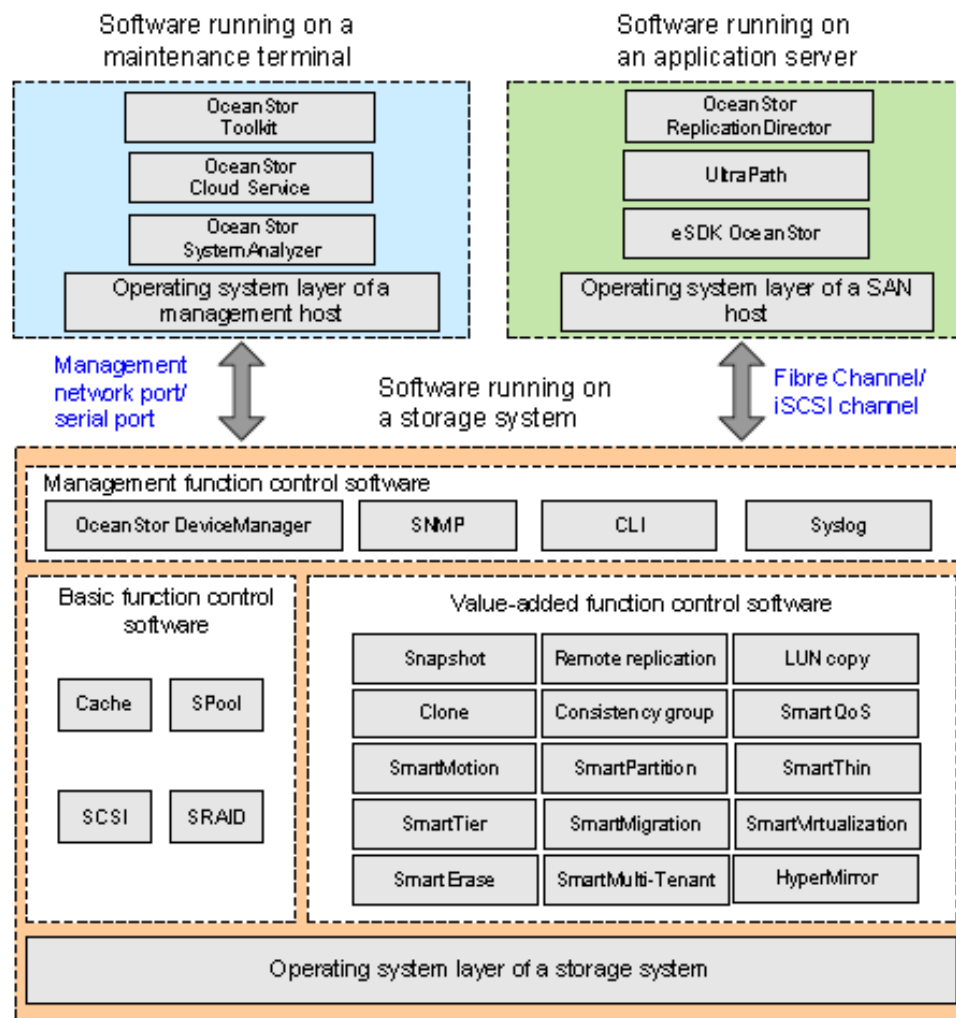 Software running on a
maintenance terminal
Software running on
an application server
OceanStor
Toolkit
OceanStor
Cloud Service
OceanStor
SystemAnalyzer
Operating system layer of a
management host
OceanStor
Replication Director
UltraPath
eSDK OceanStor
Operating system layer of a SAN
host
Management
network port/
serial port
Software running on
a storage system
Fibre Channel/
iSCSI channel
Management function control software
OceanStor DeviceManager
SNMP
CLI
Syslog
Basic function control
software
Cache
SPool
SCSI
SRAID
Value-added function control software
Snapshot
Remote replication
LUN copy
Clone
Consistency group
SmartQoS
SmartMotion
SmartPartition
SmartThin
SmartTier
SmartMigration
SmartVirtualization
SmartErase
SmartMulti-Tenant
HyperMirror
Operating system layer of a storage system